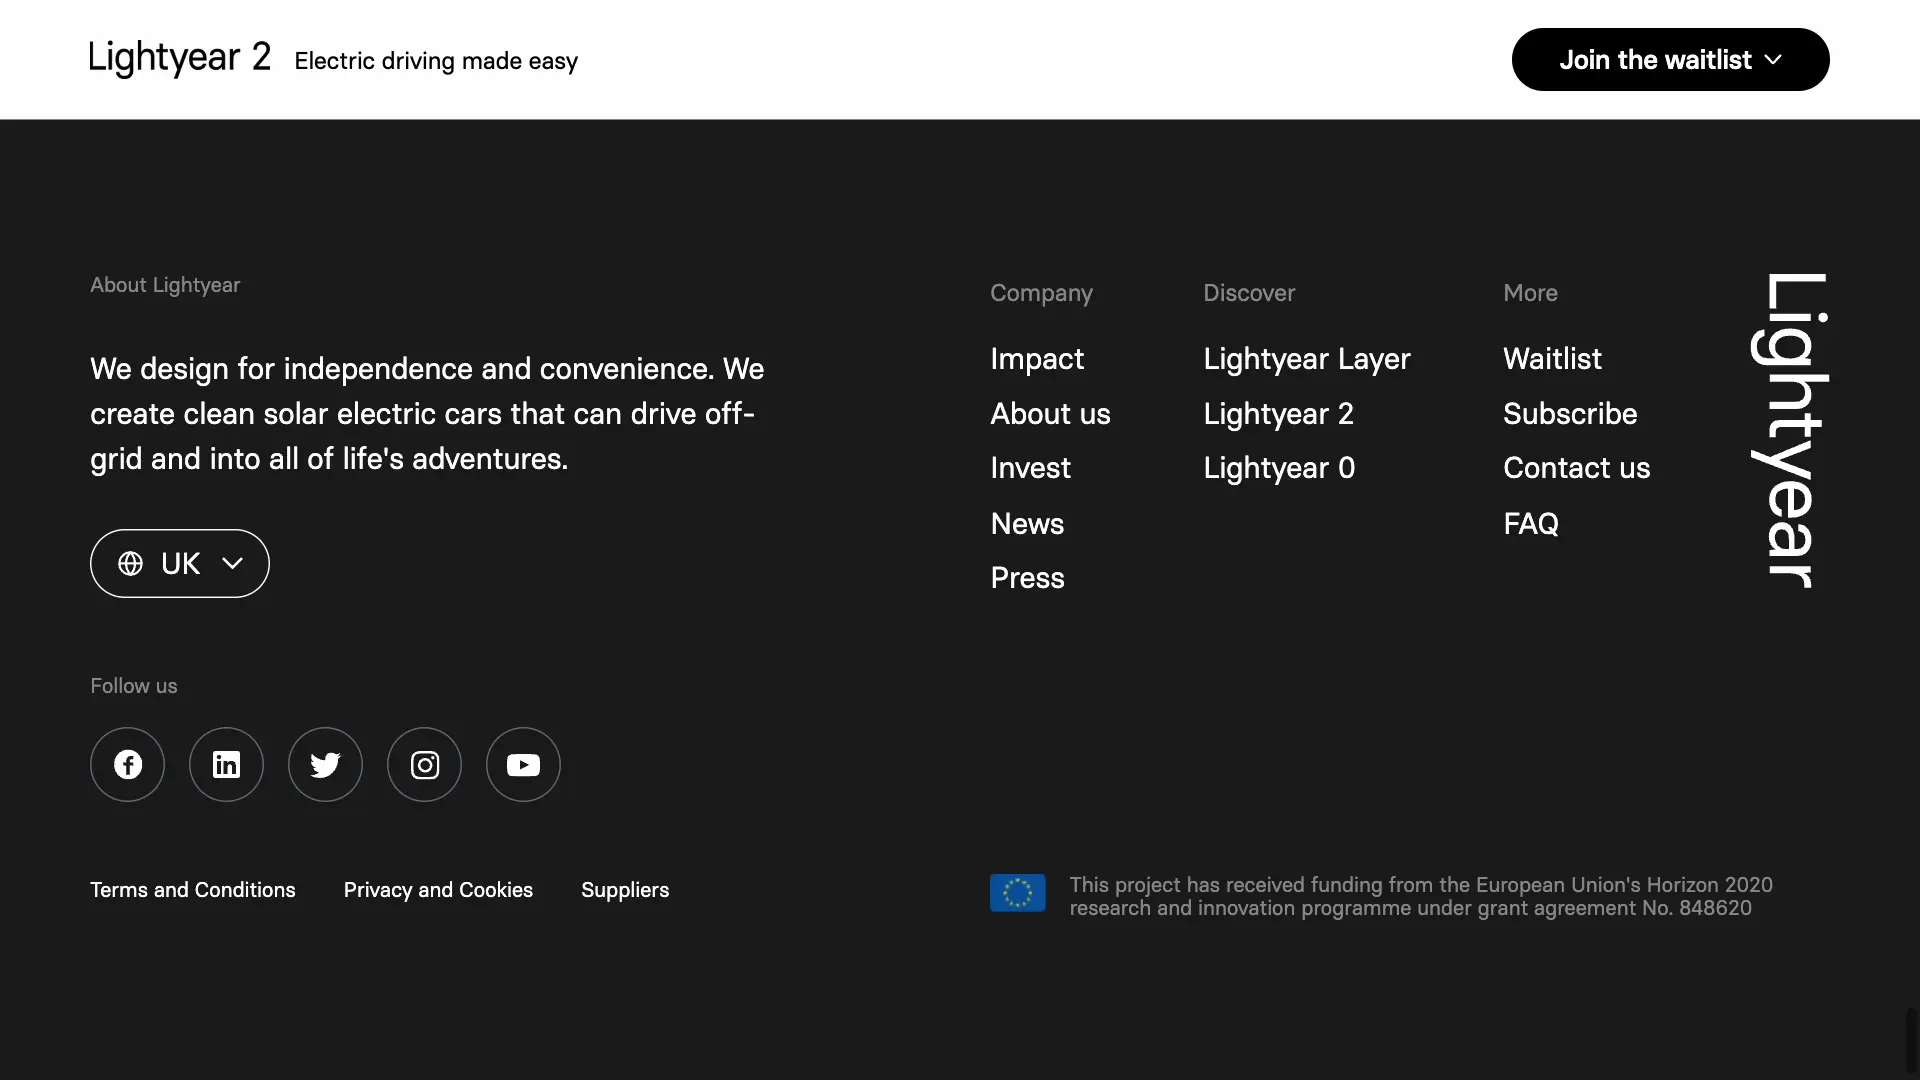 Lightyear 2 Electric driving made easy
Join the waitlist
About Lightyear
We design for independence and convenience. We
create clean solar electric cars that can drive off-
grid and into all of life's adventures.
UK
Follow us
Terms and Conditions Privacy and Cookies Suppliers
Company
Impact
About us
Invest
News
Press
Discover
Lightyear Layer
Lightyear 2
Lightyear 0
More
Waitlist
Subscribe
Contact us
FAQ
Lightyear
This project has received funding from the European Union's Horizon 2020
research and innovation programme under grant agreement No. 848620